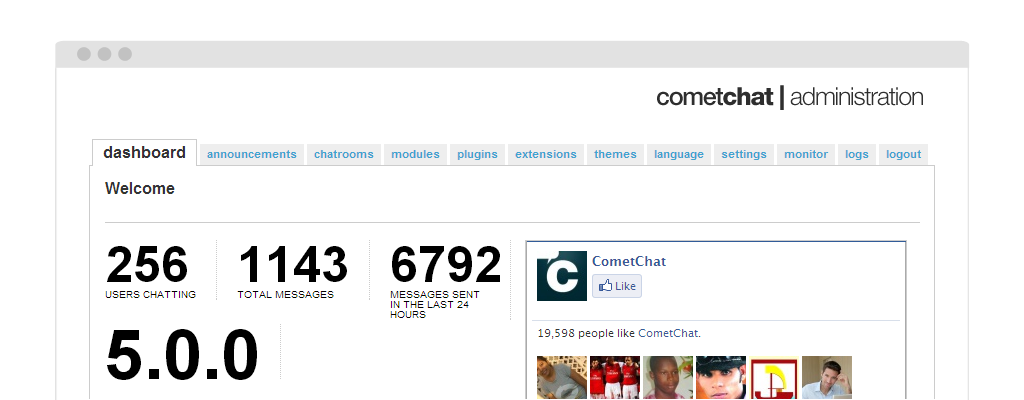 cometchat | administration
dashboard announcements chatrooms modules plugins extensions themes language settings monitor logs logout
Welcome
256 1143 6792
USERS CHATTING TOTAL MESSAGES MESSAGES SENT
IN THE LAST 24
HOURS
5.0.0
C CometChat
Like
19,598 people like CometChat.